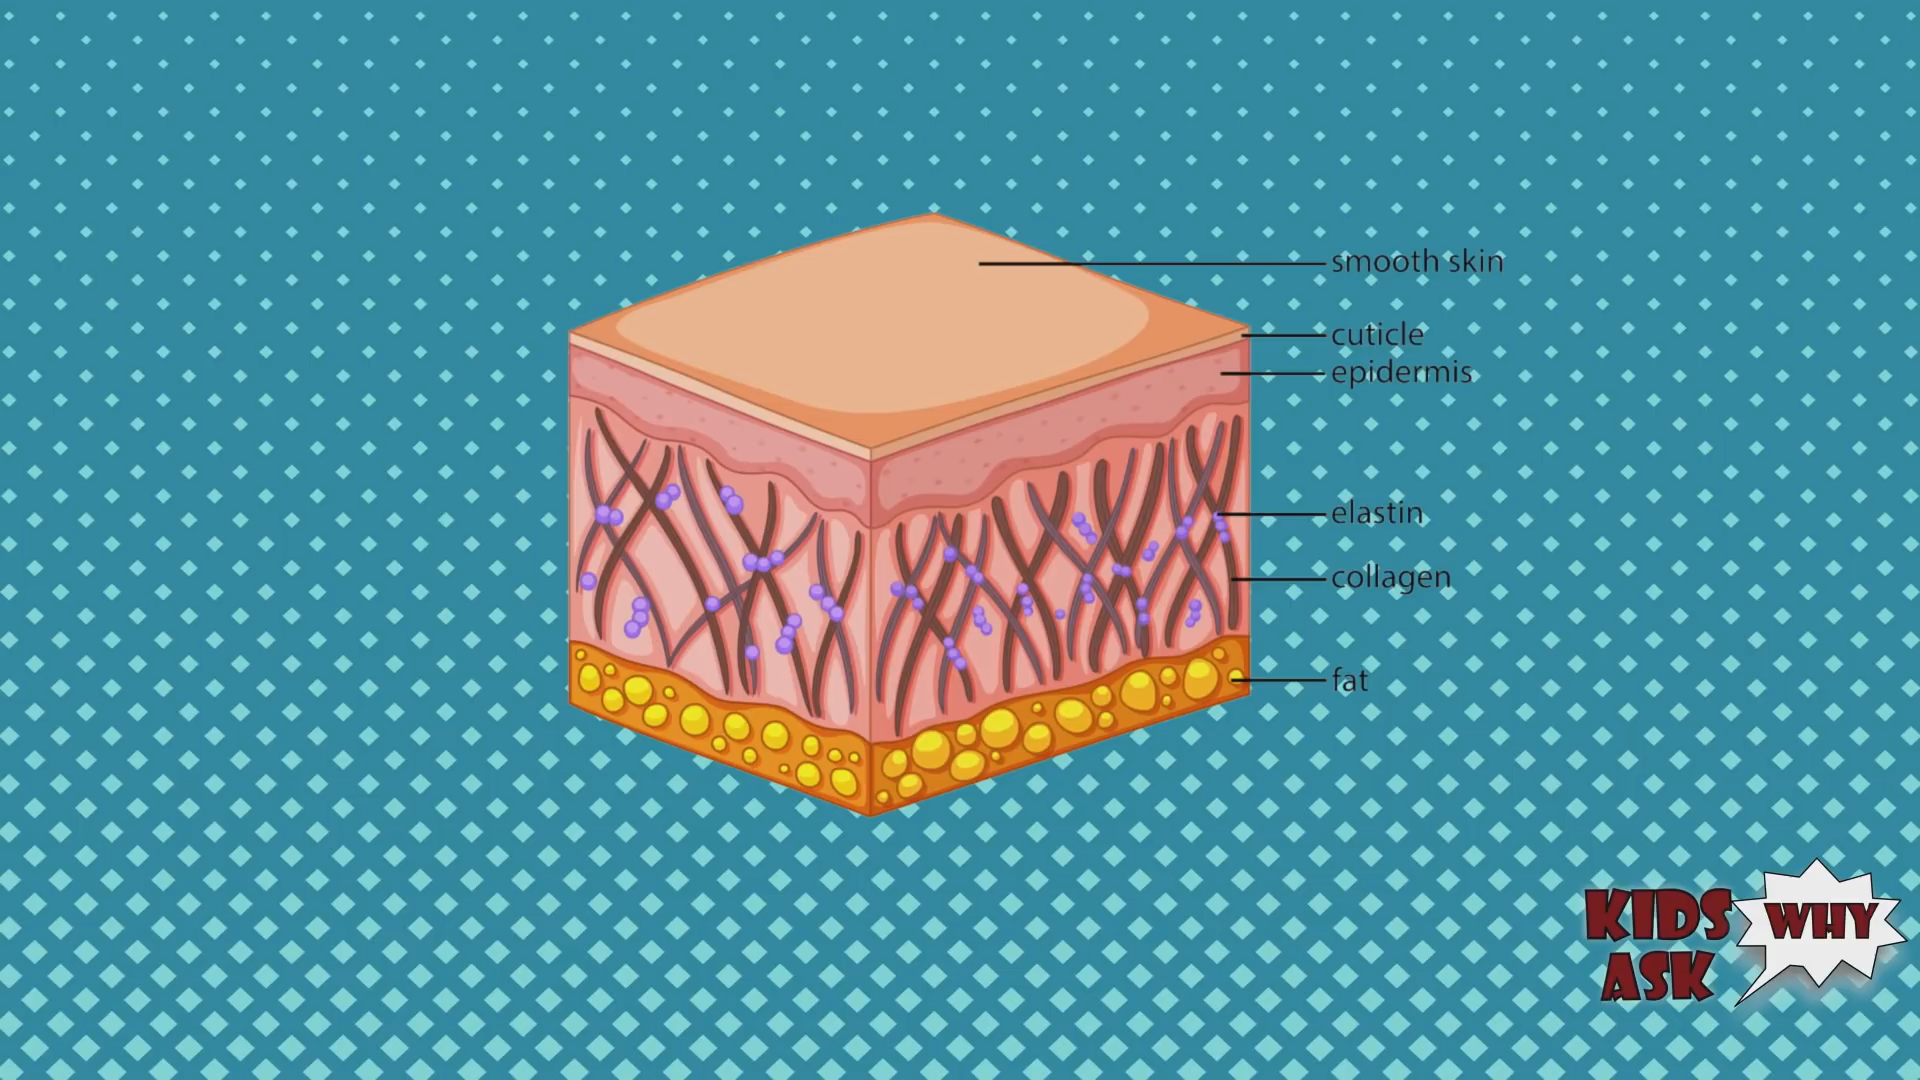 smooth skin
cuticle
epidermis
elastin
collagen
fat
KIDS WHY
ASK